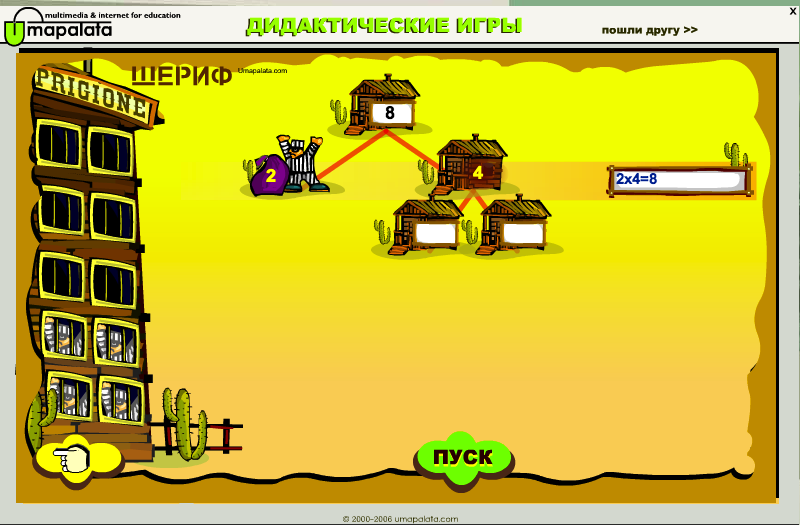 multimedia & internet for education
Umapalata
ДИДАКТИЧЕСКИЕ ИГРЫ
x
пошли другу >>
PRIGIONE
ШЕРИФ
Umapalata.com
8
2
4
2x4=8
ПУСК
© 2000-2006 umapalata.com